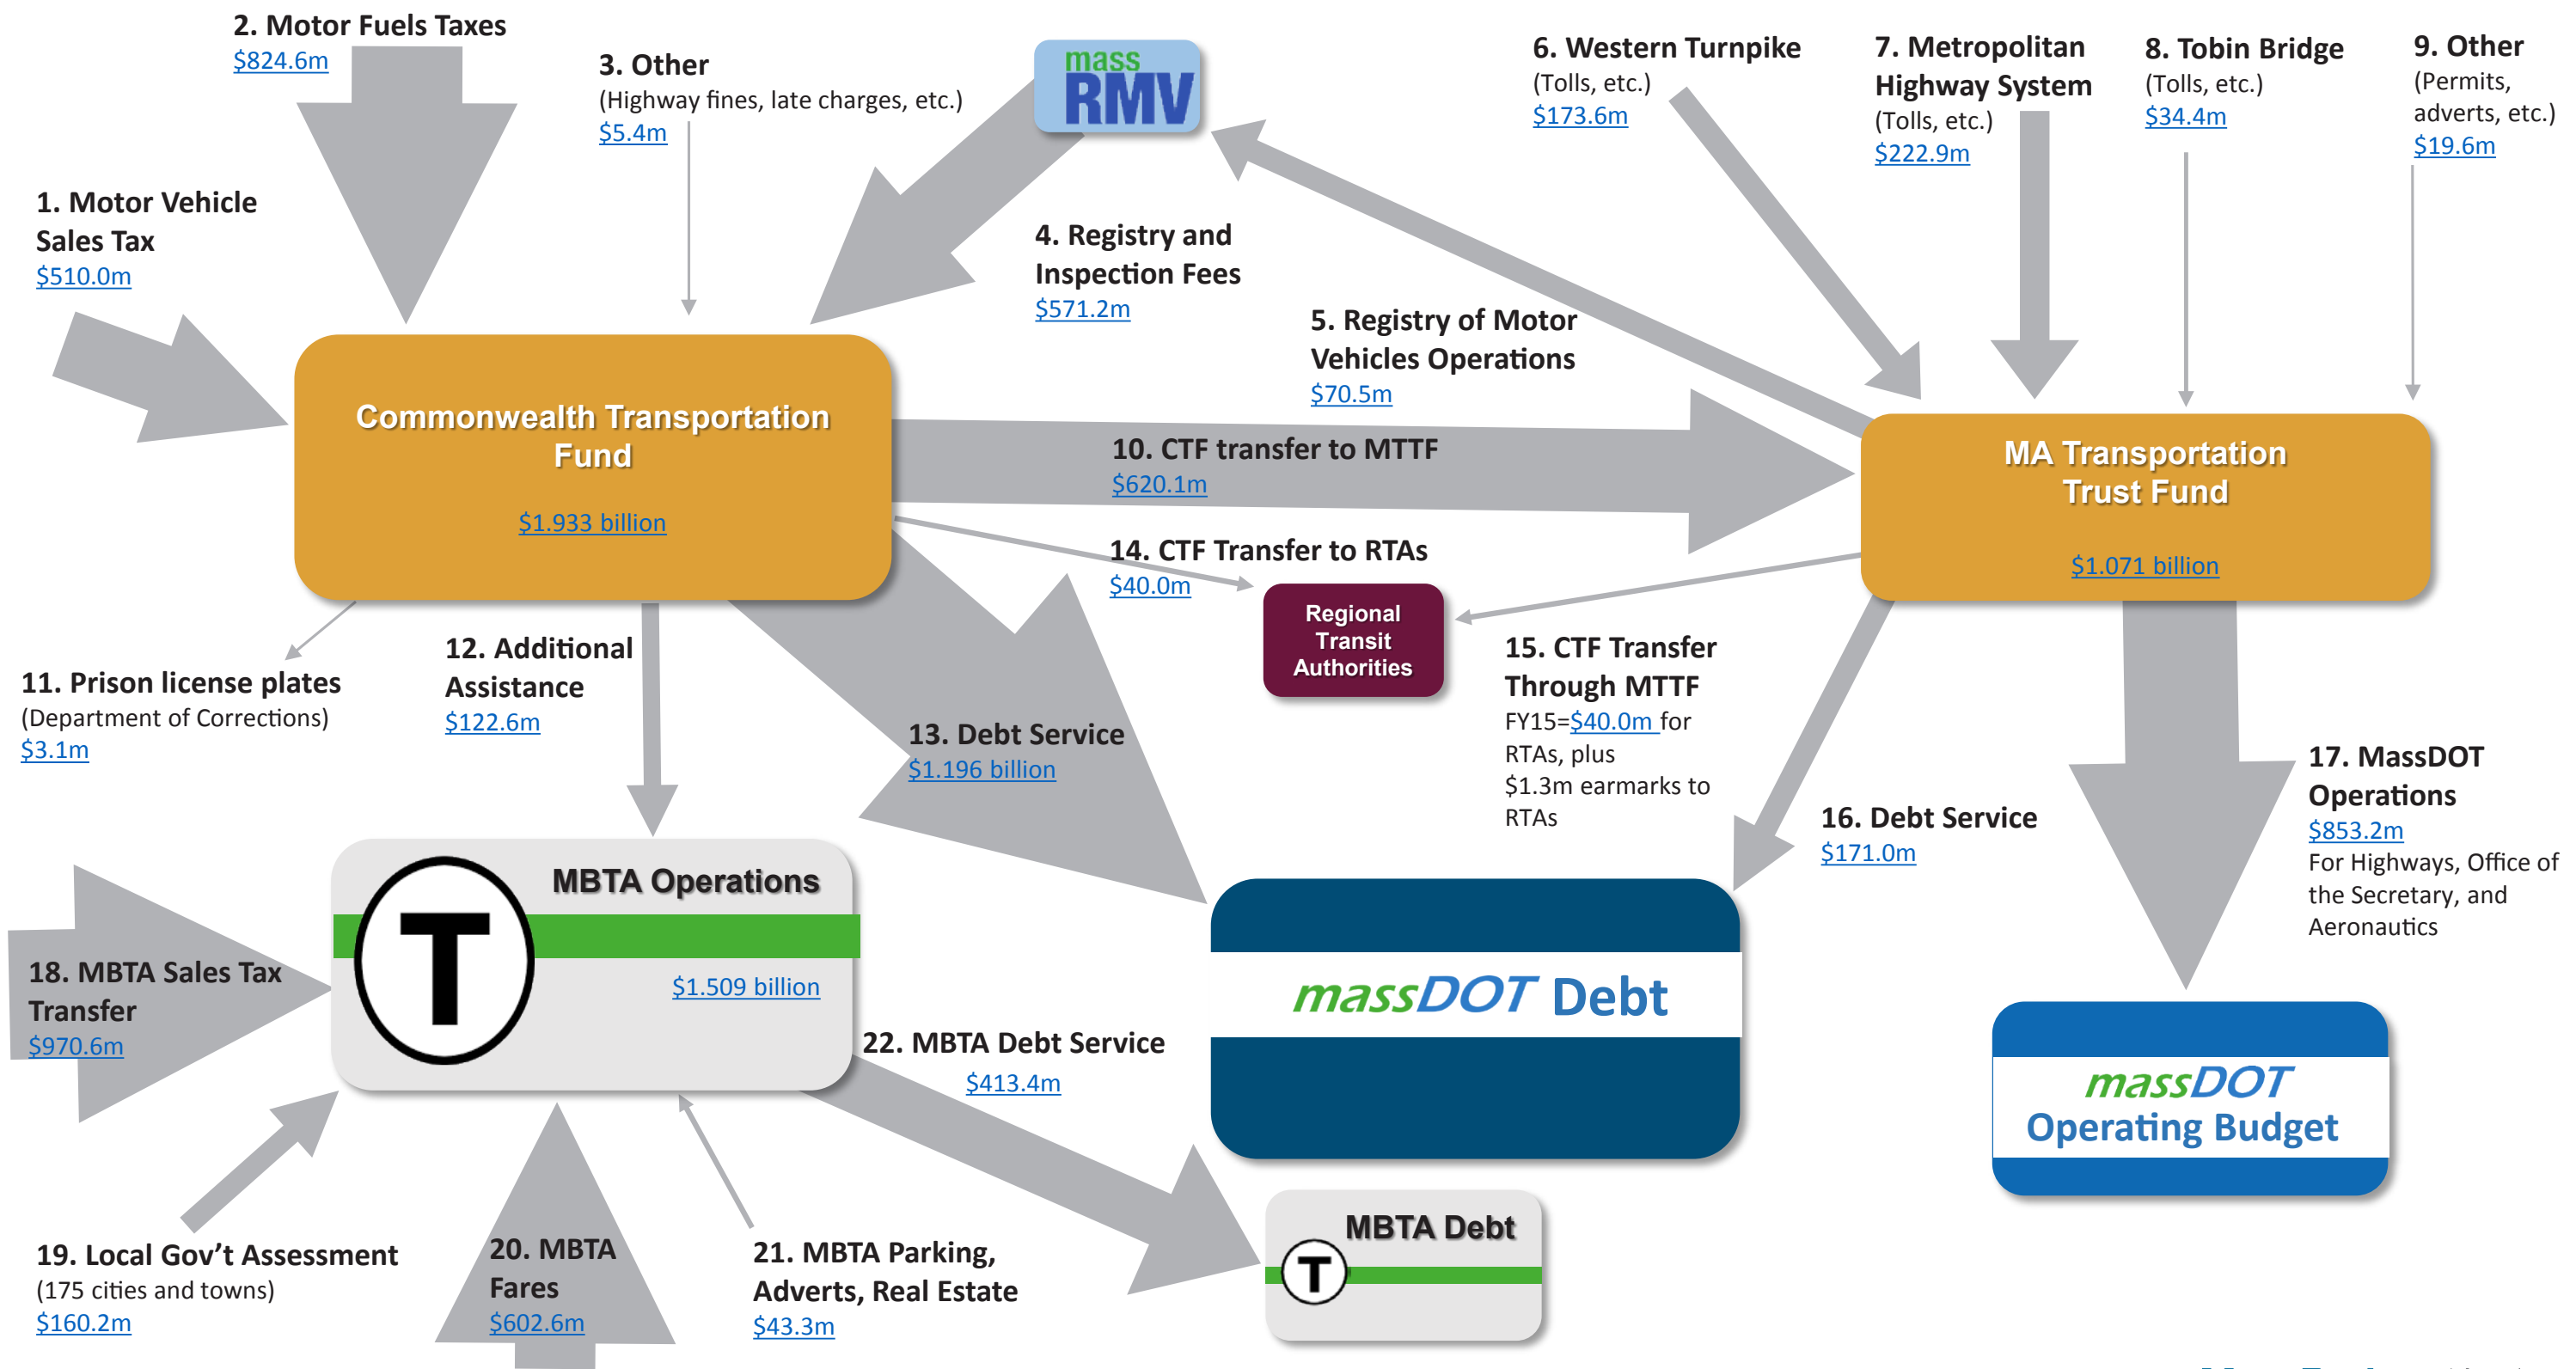 2. Motor Fuels Taxes
$824.6m
3. Other
(Highway fines, late charges, etc.)
$5.4m
mass
RMV
6. Western Turnpike
(Tolls, etc.)
$173.6m
7. Metropolitan
Highway System
(Tolls, etc.)
$222.9m
8. Tobin Bridge
(Tolls, etc.)
$34.4m
9. Other
(Permits,
adverts, etc.)
$19.6m
1. Motor Vehicle
Sales Tax
$510.0m
4. Registry and
Inspection Fees
$571.2m
5. Registry of Motor
Vehicles Operations
$70.5m
Commonwealth Transportation
Fund
$1.933 billion
10. CTF transfer to MTTF
$620.1m
MA Transportation
Trust Fund
$1.071 billion
14. CTF Transfer to RTAs
$40.0m
Regional
Transit
Authorities
11. Prison license plates
(Department of Corrections)
$3.1m
12. Additional
Assistance
$122.6m
13. Debt Service
$1.196 billion
15. CTF Transfer
Through MTTF
FY15=$40.0m for
RTAs, plus
$1.3m earmarks to
RTAs
16. Debt Service
$171.0m
17. MassDOT
Operations
$853.2m
For Highways, Office of
the Secretary, and
Aeronautics
MBTA Operations
T
$1.509 billion
18. MBTA Sales Tax
Transfer
$970.6m
massDOT Debt
22. MBTA Debt Service
$413.4m
massDOT
Operating Budget
19. Local Gov't Assessment
(175 cities and towns)
$160.2m
20. MBTA
Fares
$602.6m
21. MBTA Parking,
Adverts, Real Estate
$43.3m
MBTA Debt
T